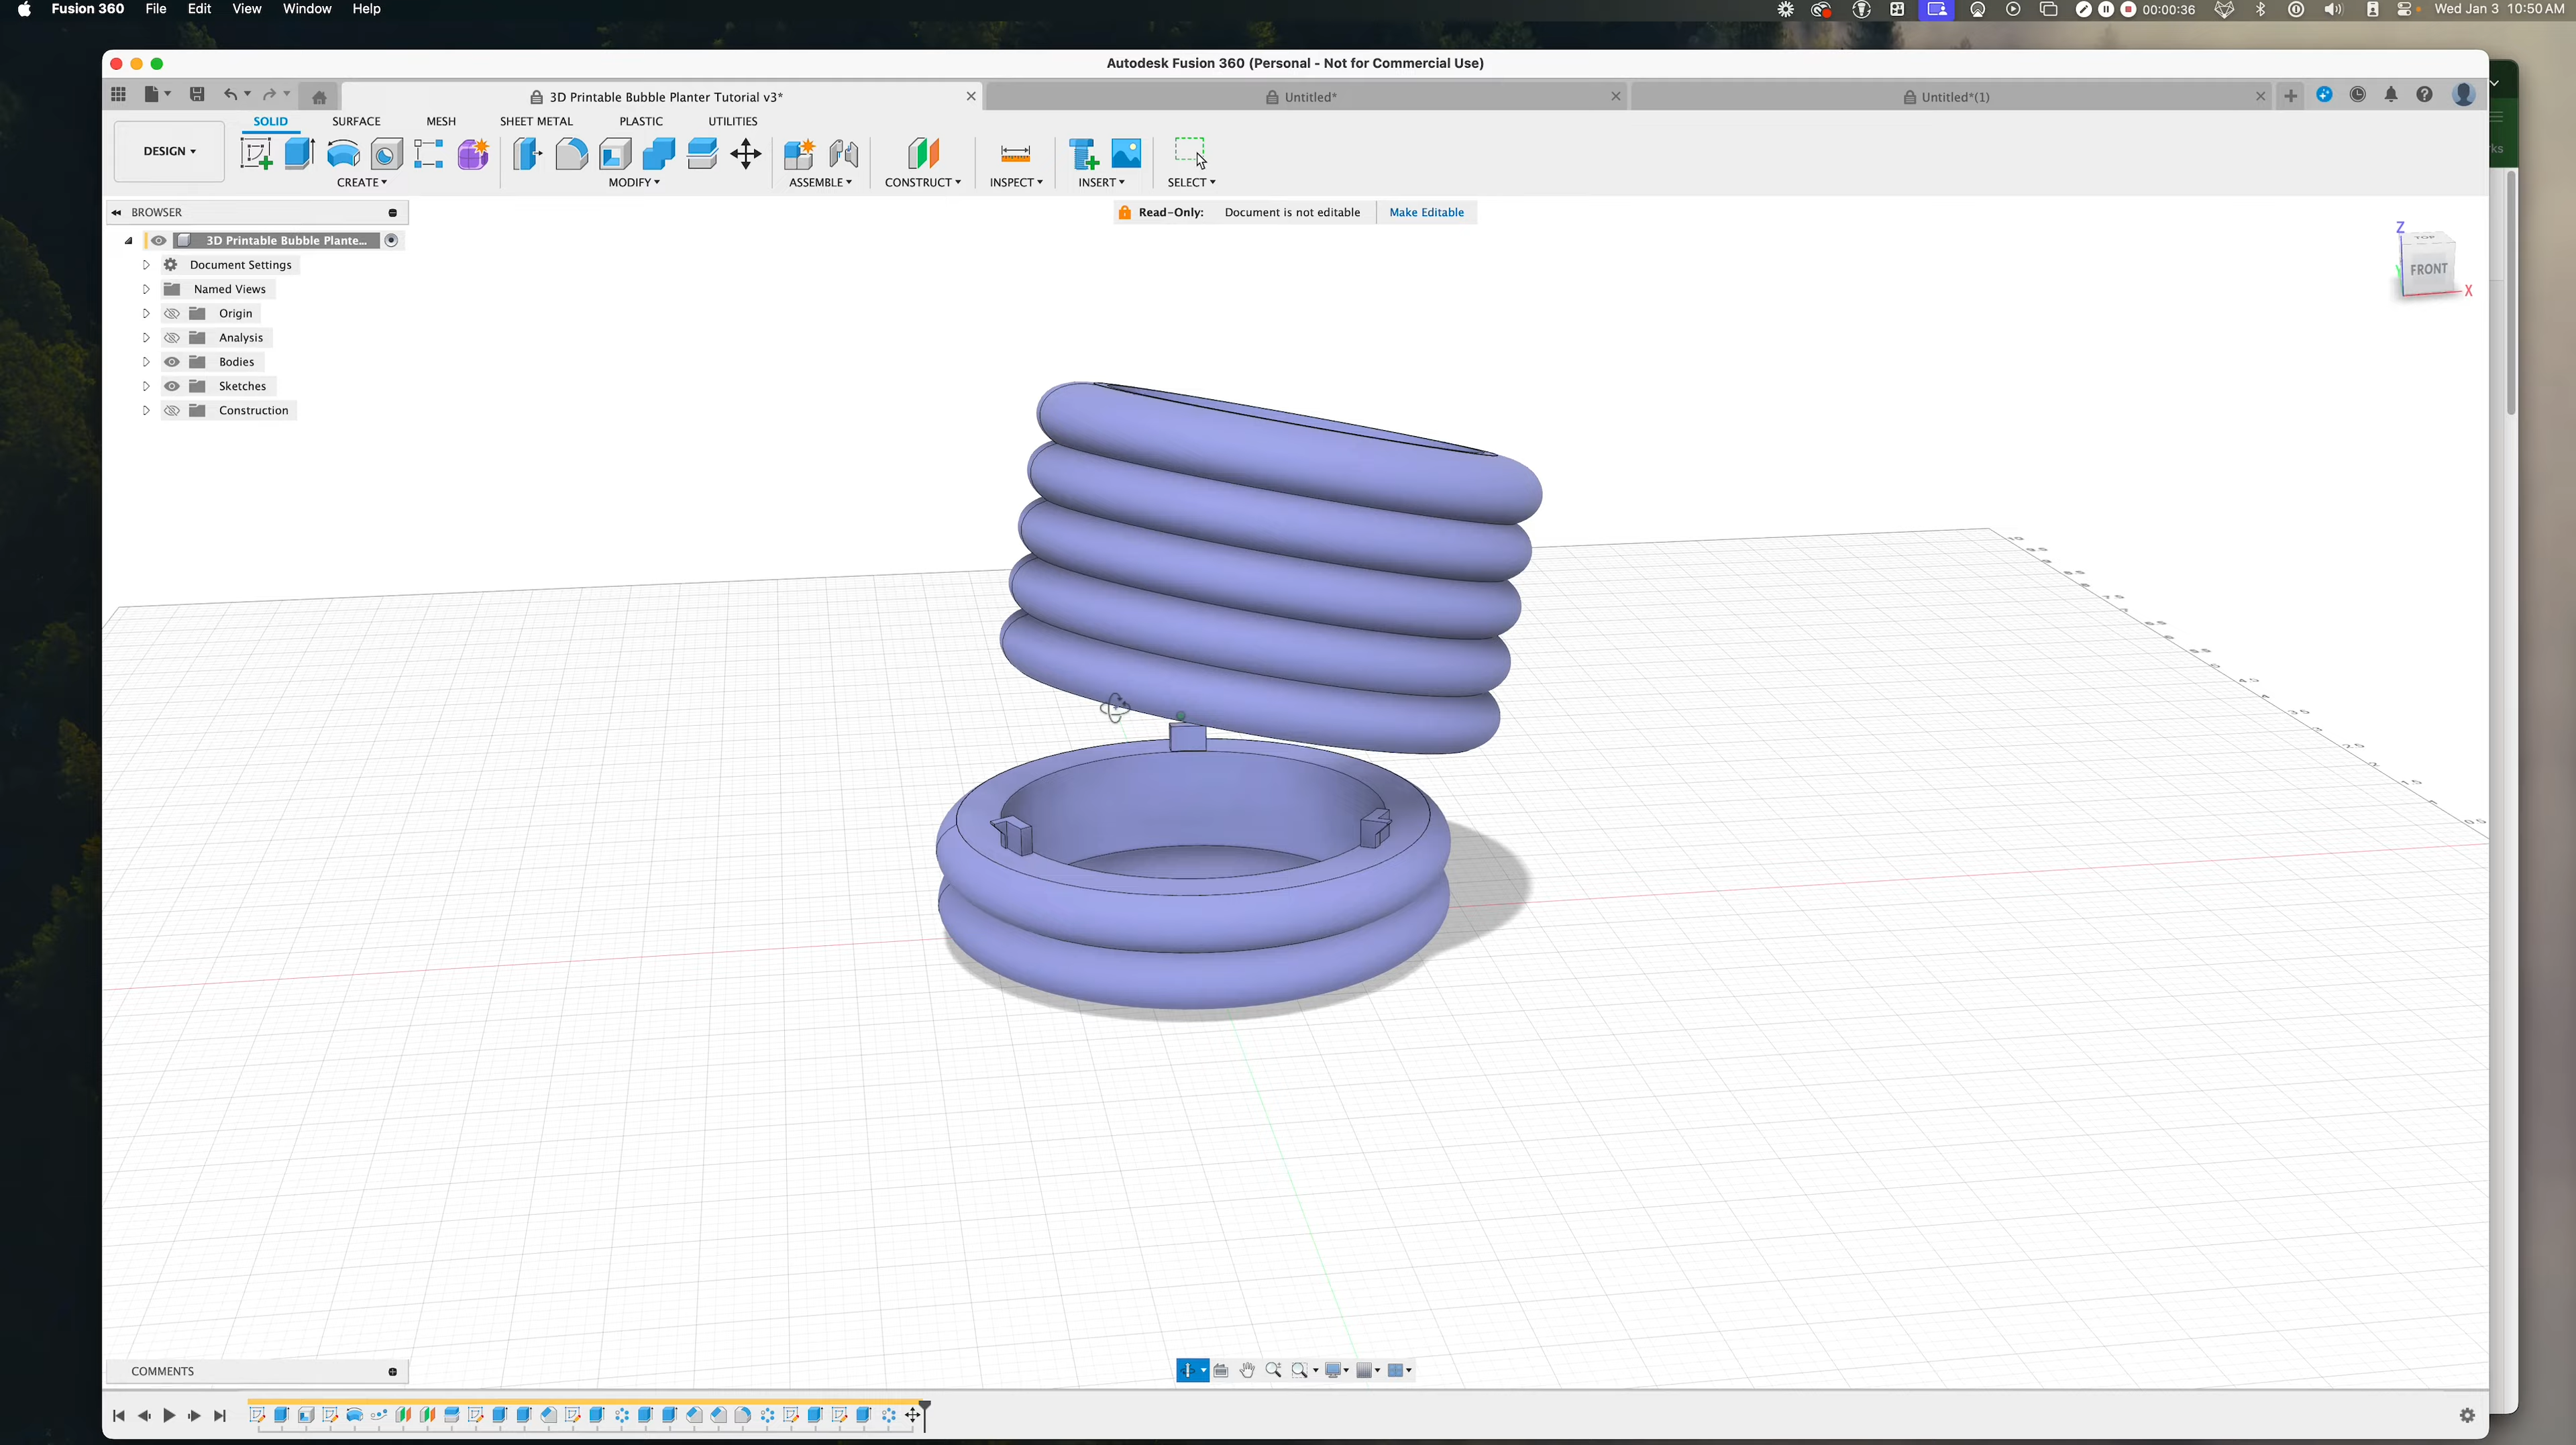 Fusion 360 File Edit View Window Help 00:00:36 Wed Jan 3 10:50 AM
Autodesk Fusion 360 (Personal - Not for Commercial Use)
3D Printable Bubble Planter Tutorial v3* Untitled* Untitled*(1)
SOLID SURFACE MESH SHEET METAL PLASTIC UTILITIES
DESIGN
CREATE MODIFY ASSEMBLE CONSTRUCT INSPECT INSERT SELECT
BROWSER
Read-Only: Document is not editable Make Editable
3D Printable Bubble Plante...
Document Settings
Named Views
Origin
Analysis
Bodies
Sketches
Construction
Z
TOP
FRONT
X
COMMENTS